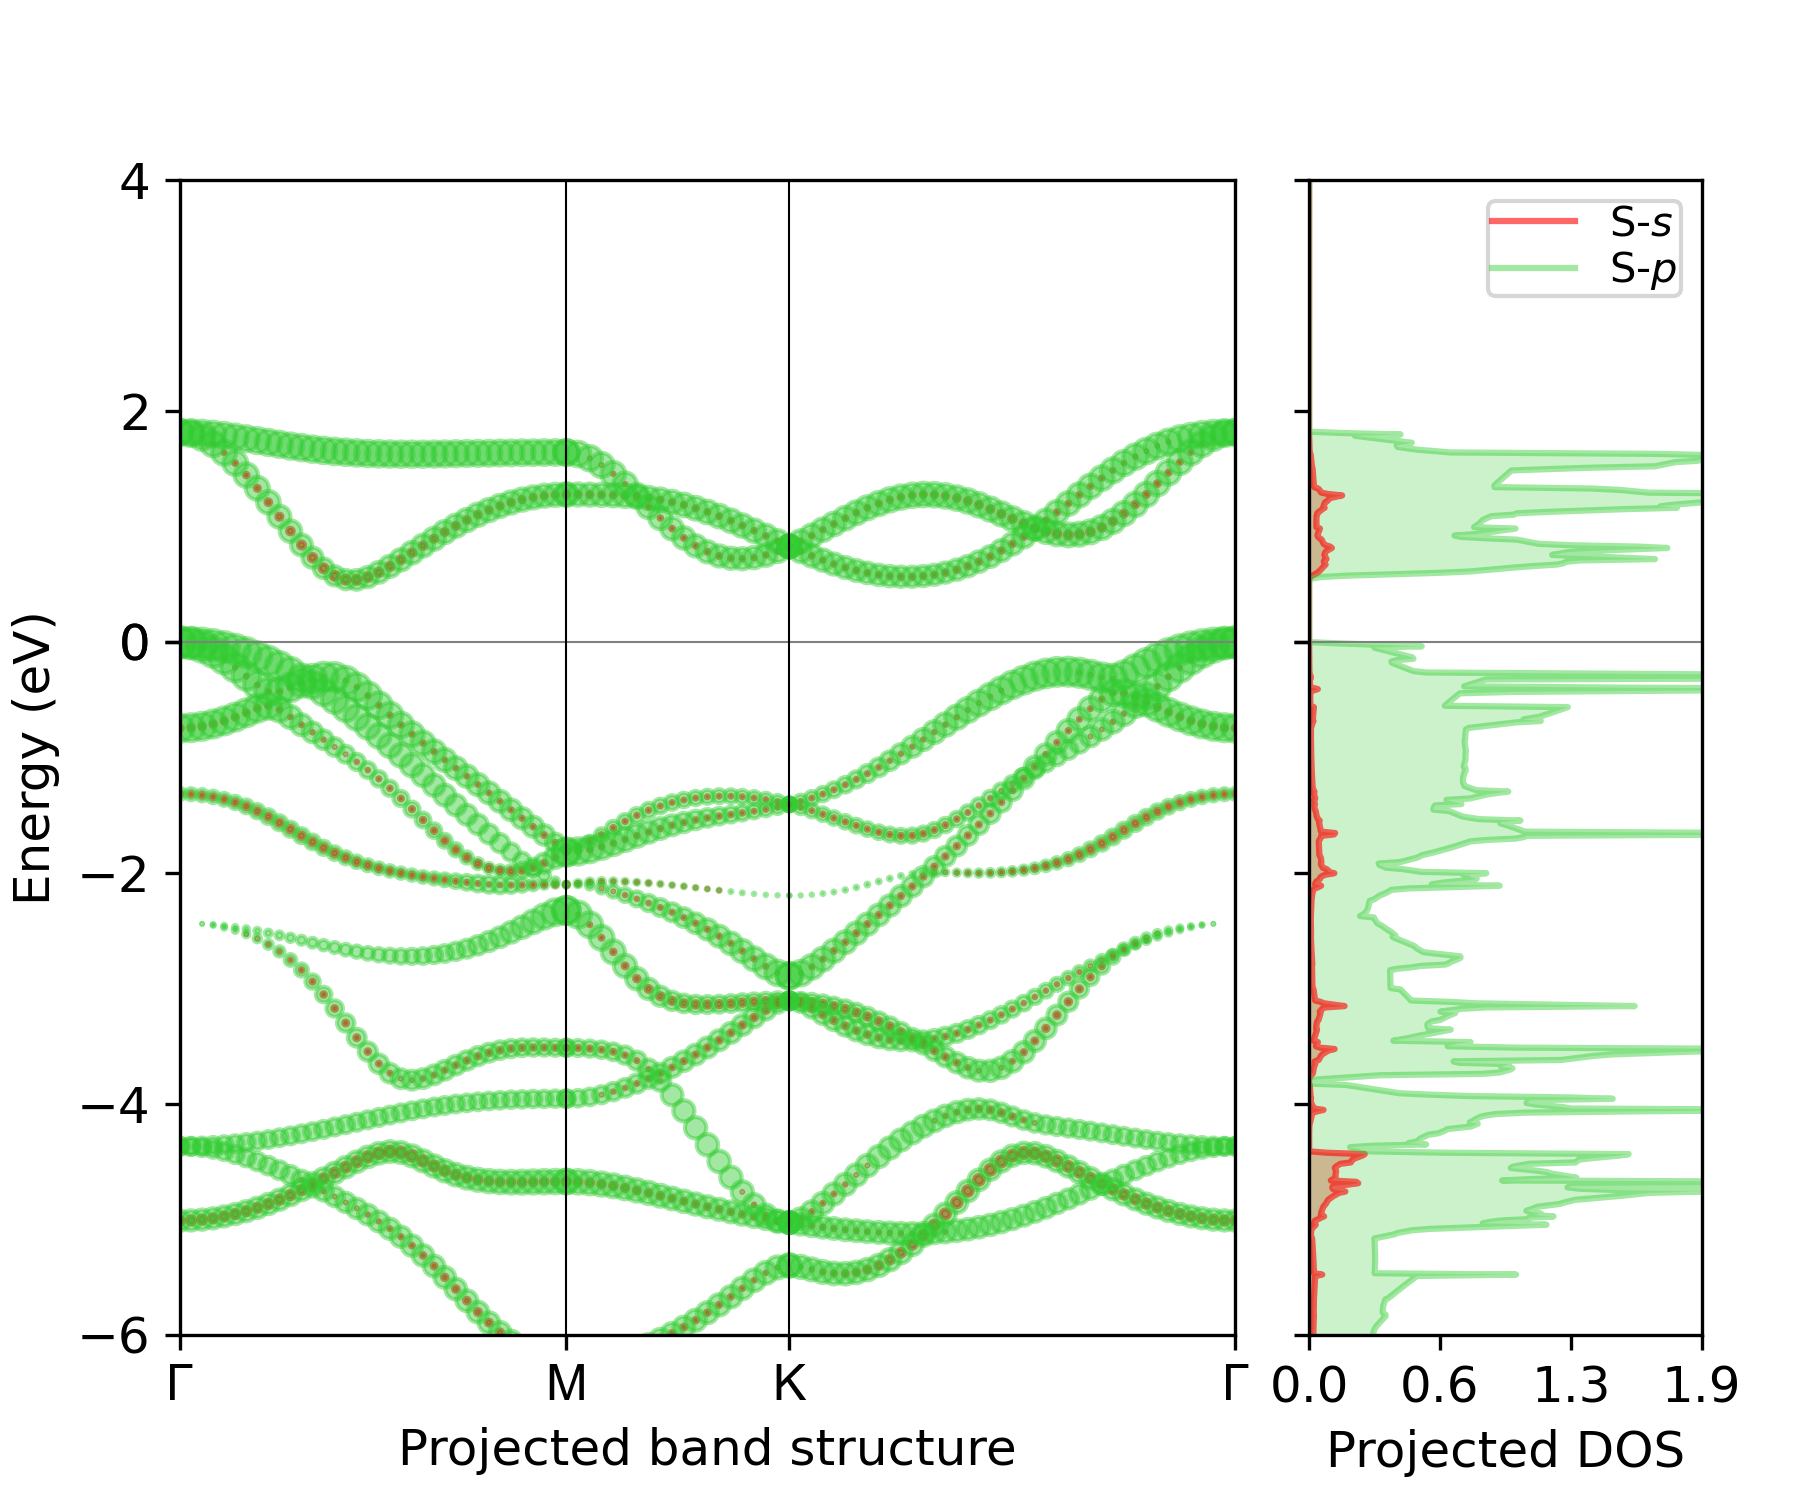 4
2
0
−2
−4
−6
Energy (eV)
Γ M K Γ
Projected band structure
S-s
S-p
0.0 0.6 1.3 1.9
Projected DOS